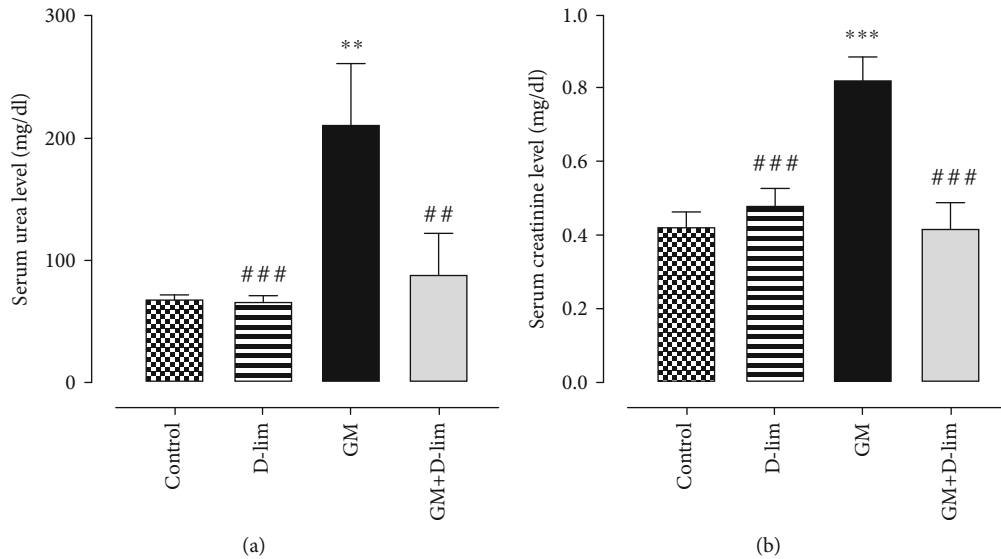 Serum urea level (mg/dl)
300
200
100
0
**
###
##
Control
D-lim
GM
GM+D-lim
(a)
Serum creatinine level (mg/dl)
1.0
0.8
0.6
0.4
0.2
0.0
***
###
###
Control
D-lim
GM
GM+D-lim
(b)